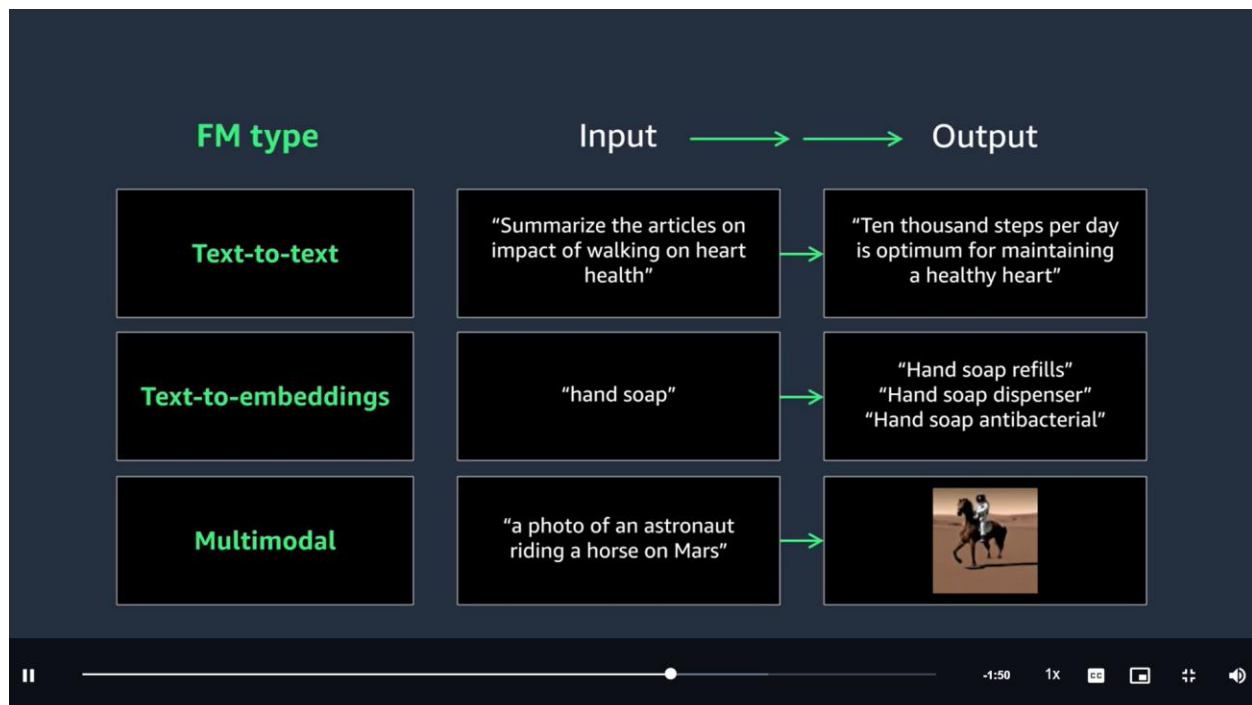 FM type
Input
Output
Text-to-text
“Summarize the articles on
impact of walking on heart
health”
“Ten thousand steps per day
is optimum for maintaining
a healthy heart”
Text-to-embeddings
“hand soap”
“Hand soap refills”
“Hand soap dispenser”
“Hand soap antibacterial”
Multimodal
“a photo of an astronaut
riding a horse on Mars”
-1:50
1x
CC